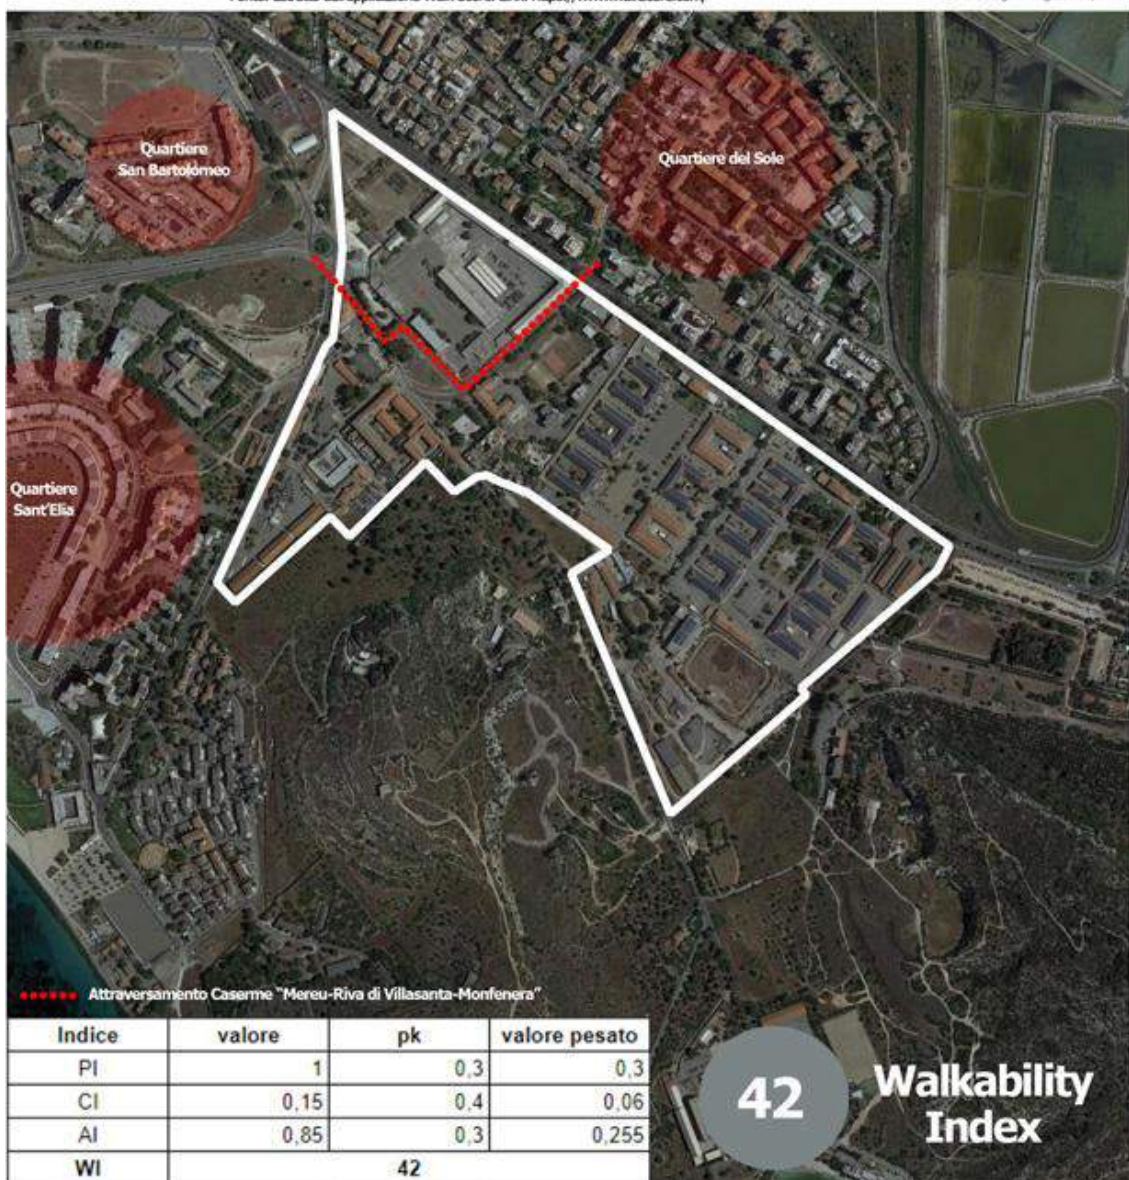 Quartiere
San Bartolomeo
Quartiere del Sole
Quartiere
Sant'Elia
Attraversamento Caserme "Mereu-Riva di Villasanta-Monfenera"
Indice valore pk valore pesato
PI 1 0,3 0,3
CI 0,15 0,4 0,06
AI 0,85 0,3 0,255
WI 42
42
Walkability
Index